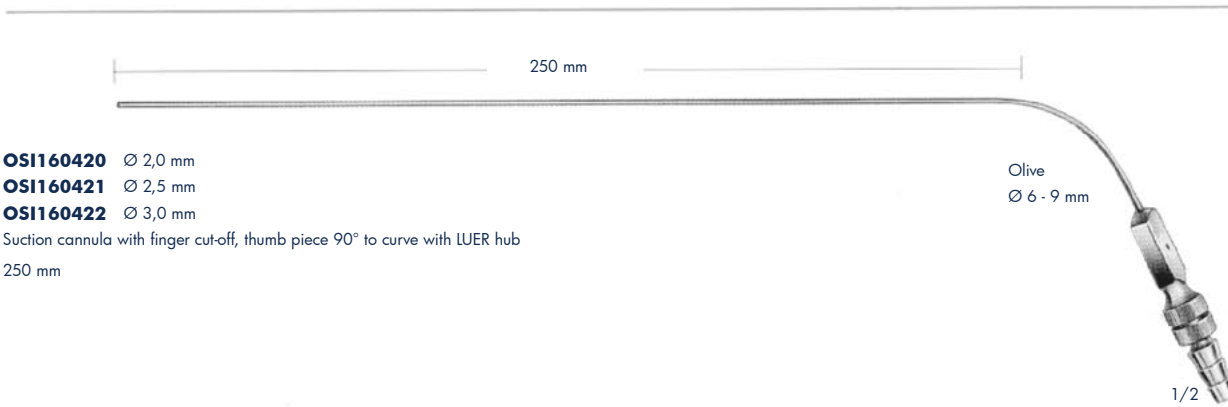 250 mm
OSI160420 Ø 2,0 mm
OSI160421 Ø 2,5 mm
OSI160422 Ø 3,0 mm
Suction cannula with finger cut-off, thumb piece 90° to curve with LUER hub
250 mm
Olive
Ø 6 - 9 mm
1/2